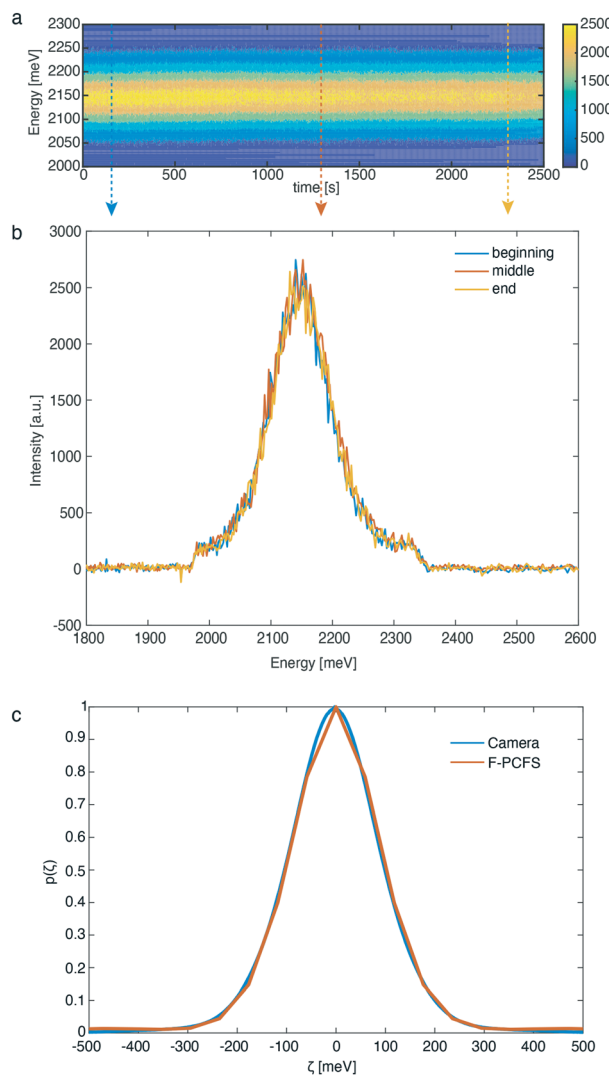 a
2300
2250
2200
2150
2100
2050
2000
Energy [meV]
0 500 1000 1500 2000 2500
time [s]
2500
2000
1500
1000
500
0
b
3000
2500
2000
1500
1000
500
0
-500
Intensity [a.u.]
beginning
middle
end
1800 1900 2000 2100 2200 2300 2400 2500 2600
Energy [meV]
c
1
0.9
0.8
0.7
0.6
0.5
0.4
0.3
0.2
0.1
0
p(ζ)
Camera
F-PCFS
-500 -400 -300 -200 -100 0 100 200 300 400 500
ζ [meV]